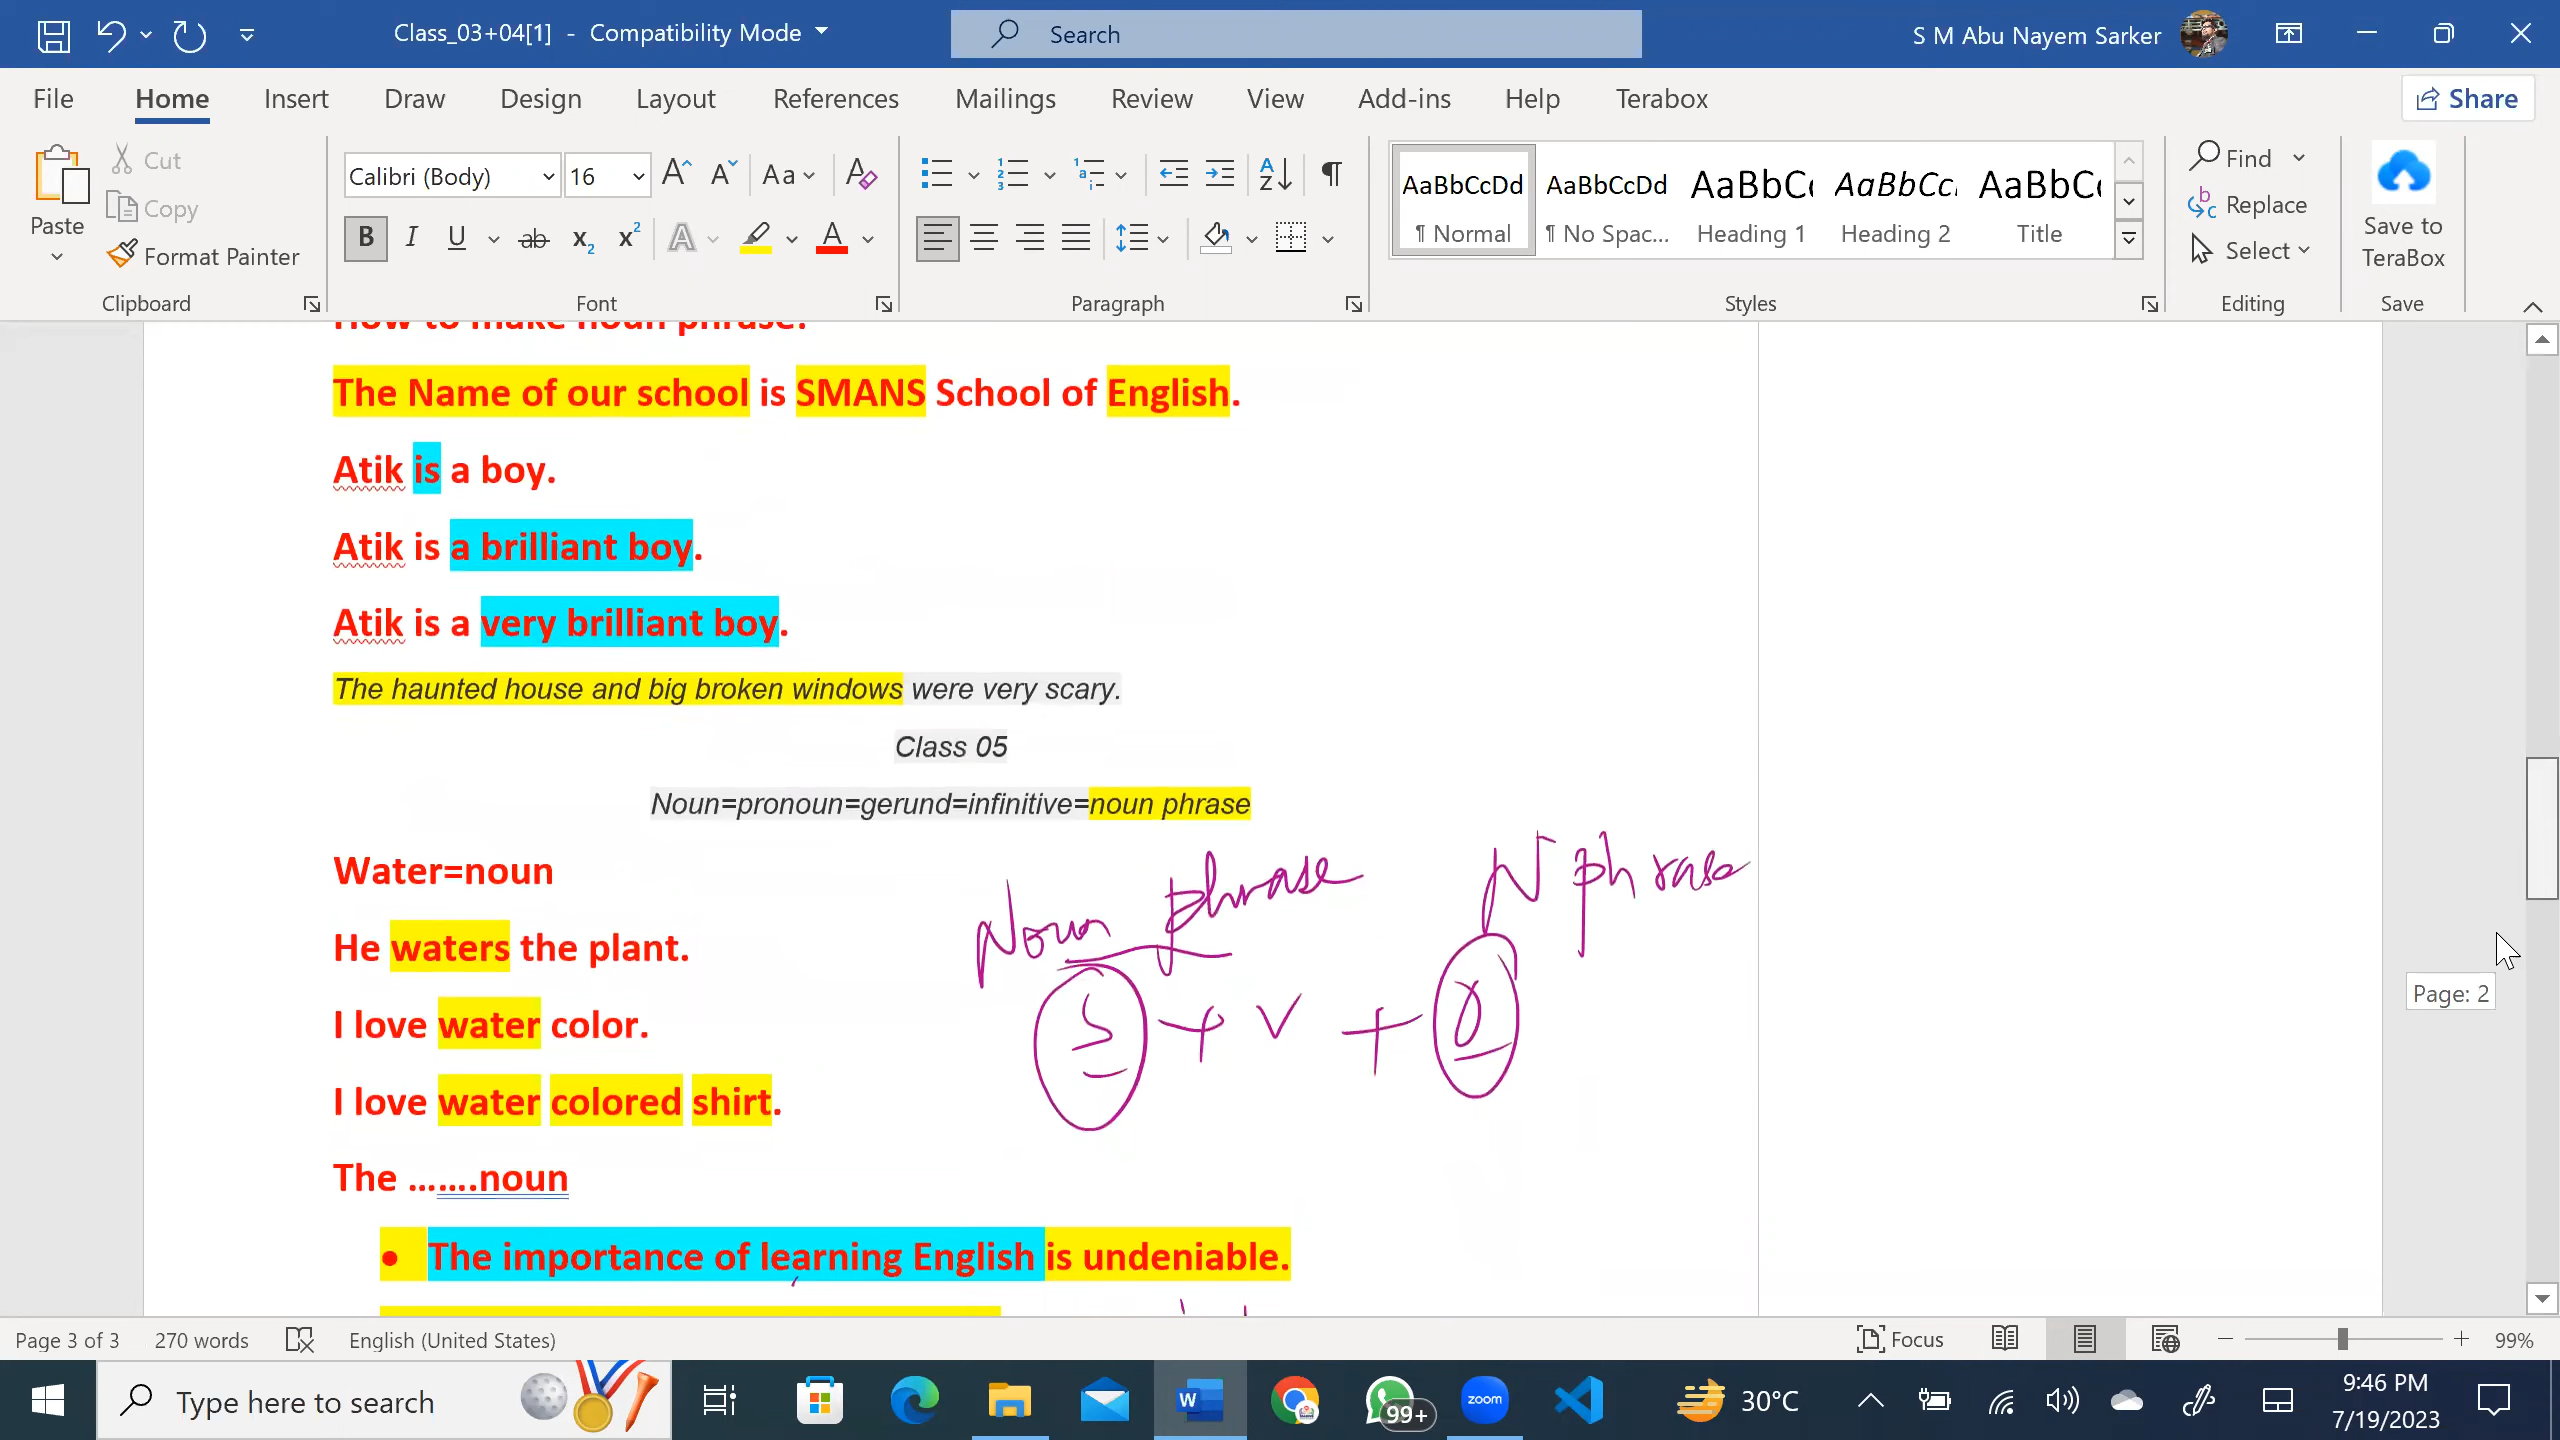 Class_03+04[1] - Compatibility Mode
Search
S M Abu Nayem Sarker
File Home Insert Draw Design Layout References Mailings Review View Add-ins Help Terabox
Share
Paste
Cut
Copy
Format Painter
Clipboard
Calibri (Body) 16
Font
Paragraph
AaBbCcDd AaBbCcDd AaBbC AaBbCc AaBbC
¶ Normal ¶ No Spac... Heading 1 Heading 2 Title
Styles
Find
Replace
Select
Editing
Save to
TeraBox
Save
How to make noun phrase?
The Name of our school is SMANS School of English.
Atik is a boy.
Atik is a brilliant boy.
Atik is a very brilliant boy.
The haunted house and big broken windows were very scary.
Class 05
Noun=pronoun=gerund=infinitive=noun phrase
Water=noun
He waters the plant.
I love water color.
I love water colored shirt.
The …….noun
Noun phrase N phrase
S + V + O
• The importance of learning English is undeniable.
Page: 2
Page 3 of 3 270 words English (United States)
Focus
99%
Type here to search
99+
zoom
30°C
9:46 PM
7/19/2023